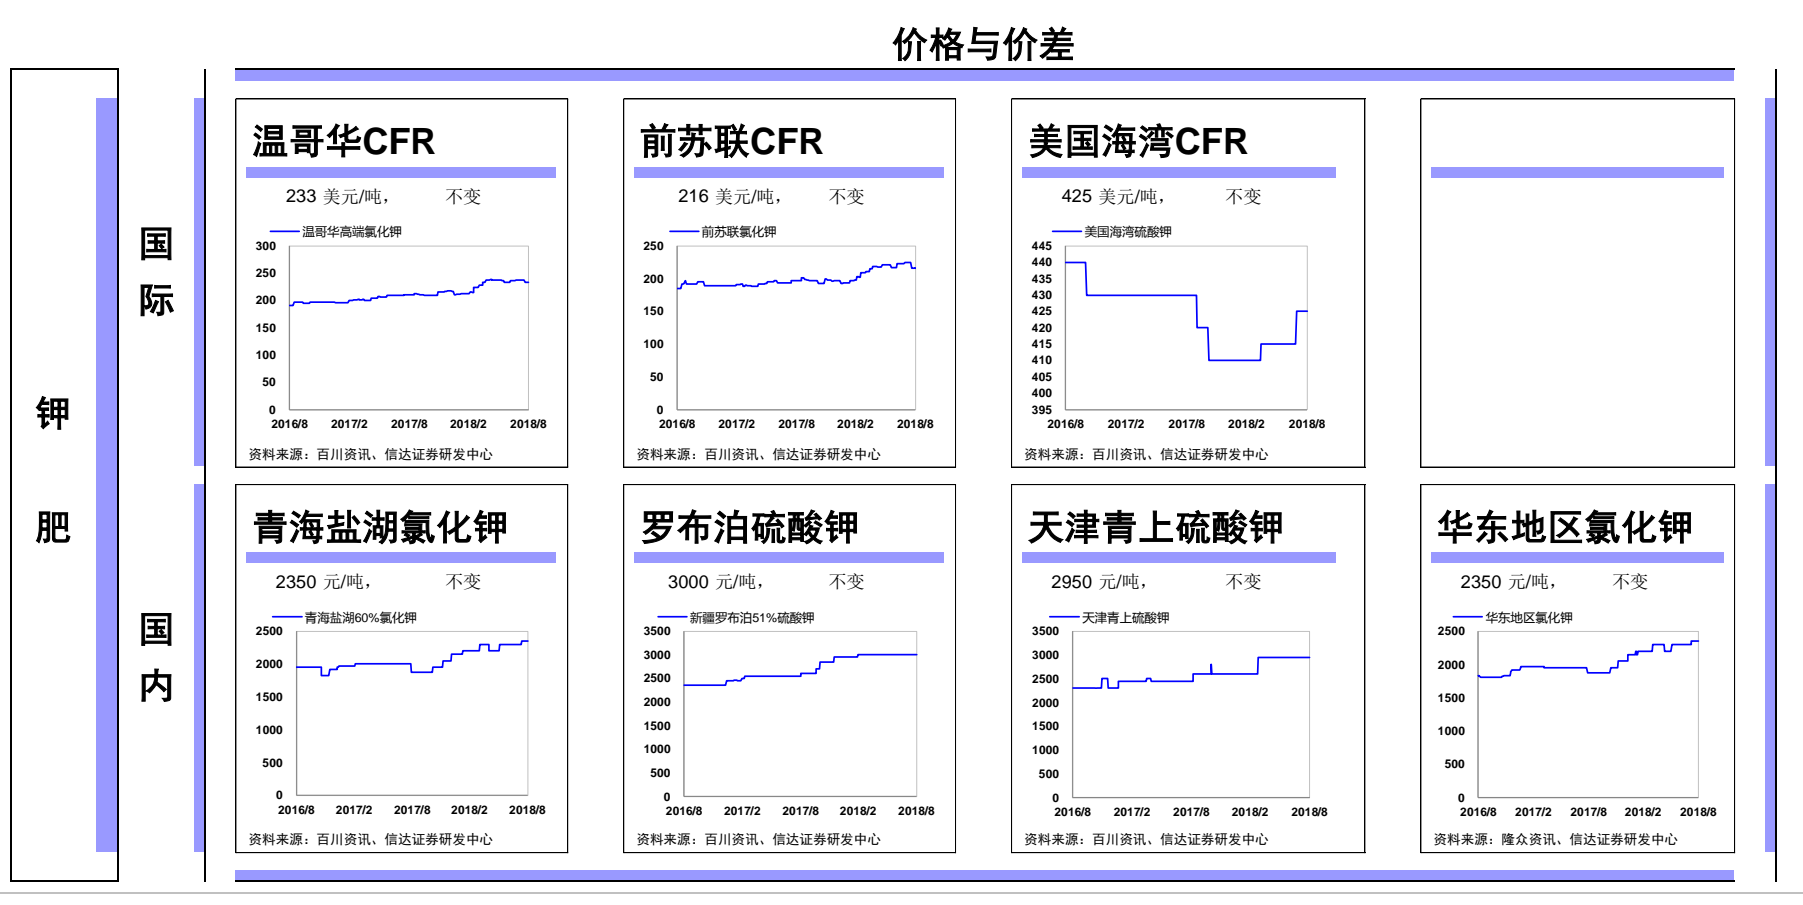 价格与价差
钾
肥
国
际
国
内
温哥华CFR
233 美元/吨， 不变
温哥华高端氯化钾
300
250
200
150
100
50
0
2016/8 2017/2 2017/8 2018/2 2018/8
资料来源：百川资讯、信达证券研发中心
前苏联CFR
216 美元/吨， 不变
前苏联氯化钾
250
200
150
100
50
0
2016/8 2017/2 2017/8 2018/2 2018/8
资料来源：百川资讯、信达证券研发中心
美国海湾CFR
425 美元/吨， 不变
美国海湾硫酸钾
445
440
435
430
425
420
415
410
405
400
395
2016/8 2017/2 2017/8 2018/2 2018/8
资料来源：百川资讯、信达证券研发中心
青海盐湖氯化钾
2350 元/吨， 不变
青海盐湖60%氯化钾
2500
2000
1500
1000
500
0
2016/8 2017/2 2017/8 2018/2 2018/8
资料来源：百川资讯、信达证券研发中心
罗布泊硫酸钾
3000 元/吨， 不变
新疆罗布泊51%硫酸钾
3500
3000
2500
2000
1500
1000
500
0
2016/8 2017/2 2017/8 2018/2 2018/8
资料来源：百川资讯、信达证券研发中心
天津青上硫酸钾
2950 元/吨， 不变
天津青上硫酸钾
3500
3000
2500
2000
1500
1000
500
0
2016/8 2017/2 2017/8 2018/2 2018/8
资料来源：百川资讯、信达证券研发中心
华东地区氯化钾
2350 元/吨， 不变
华东地区氯化钾
2500
2000
1500
1000
500
0
2016/8 2017/2 2017/8 2018/2 2018/8
资料来源：隆众资讯、信达证券研发中心